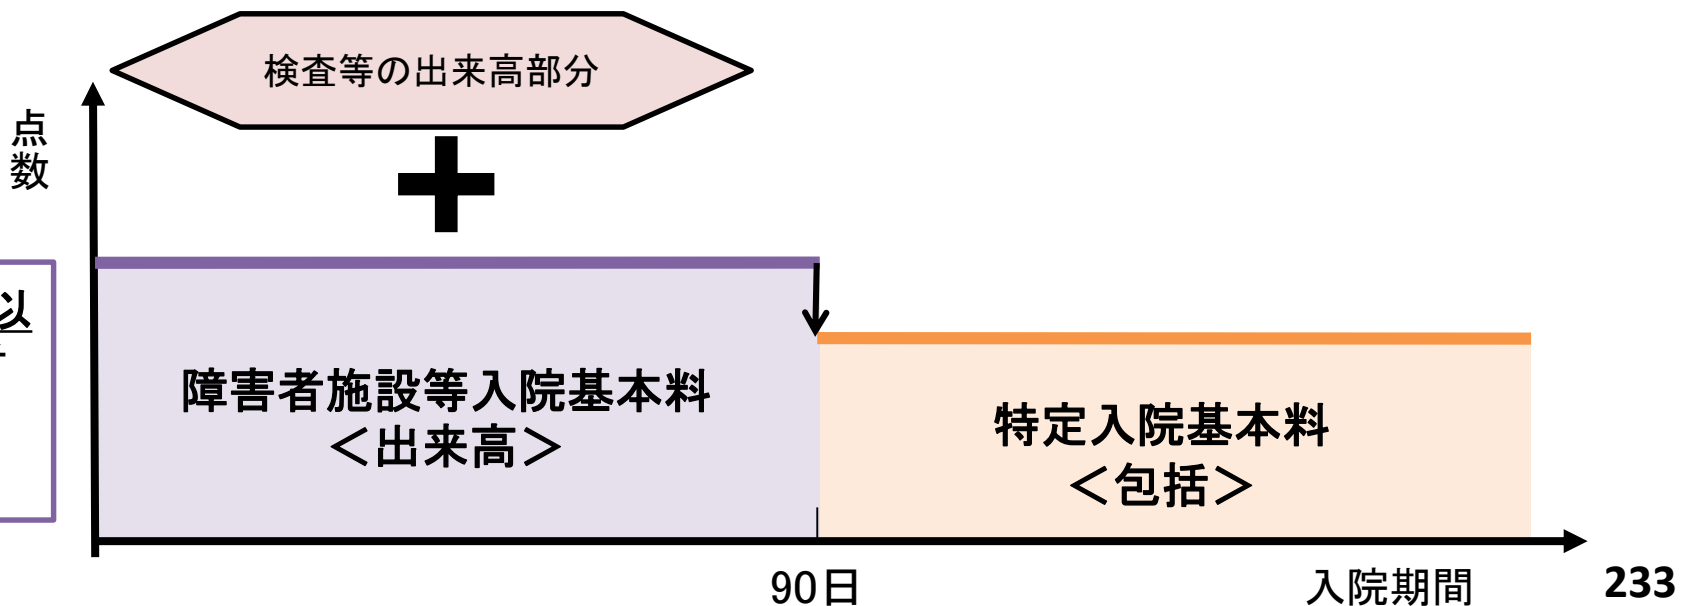 検査等の出来高部分
点数
以
障害者施設等入院基本料
＜出来高＞
特定入院基本料
＜包括＞
90日
入院期間
233